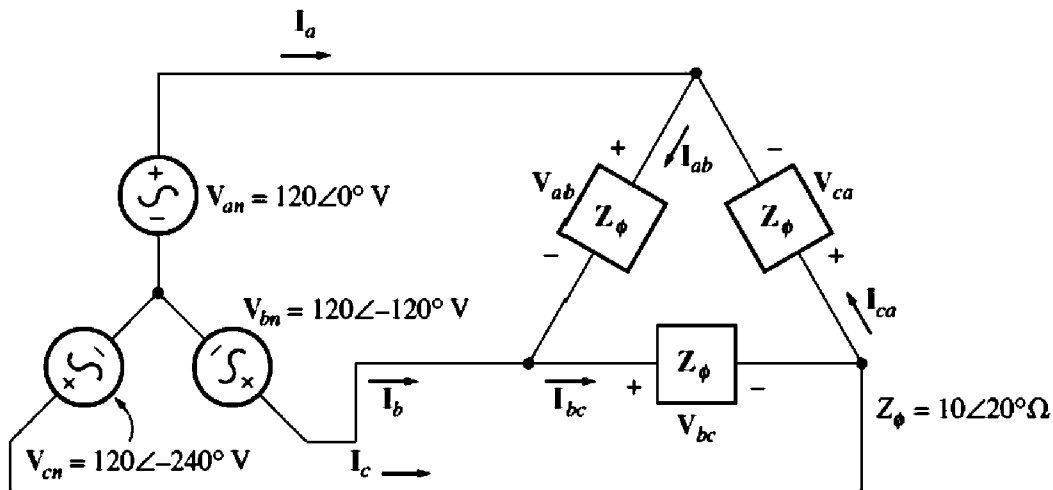 I_a
+
−
V_an = 120∠0° V
V_bn = 120∠–120° V
V_cn = 120∠–240° V
+
I_ab
V_ab
Z_ϕ
−
−
V_ca
Z_ϕ
+
I_ca
I_b
I_bc
+
Z_ϕ
−
V_bc
I_c
Z_ϕ = 10∠20°Ω